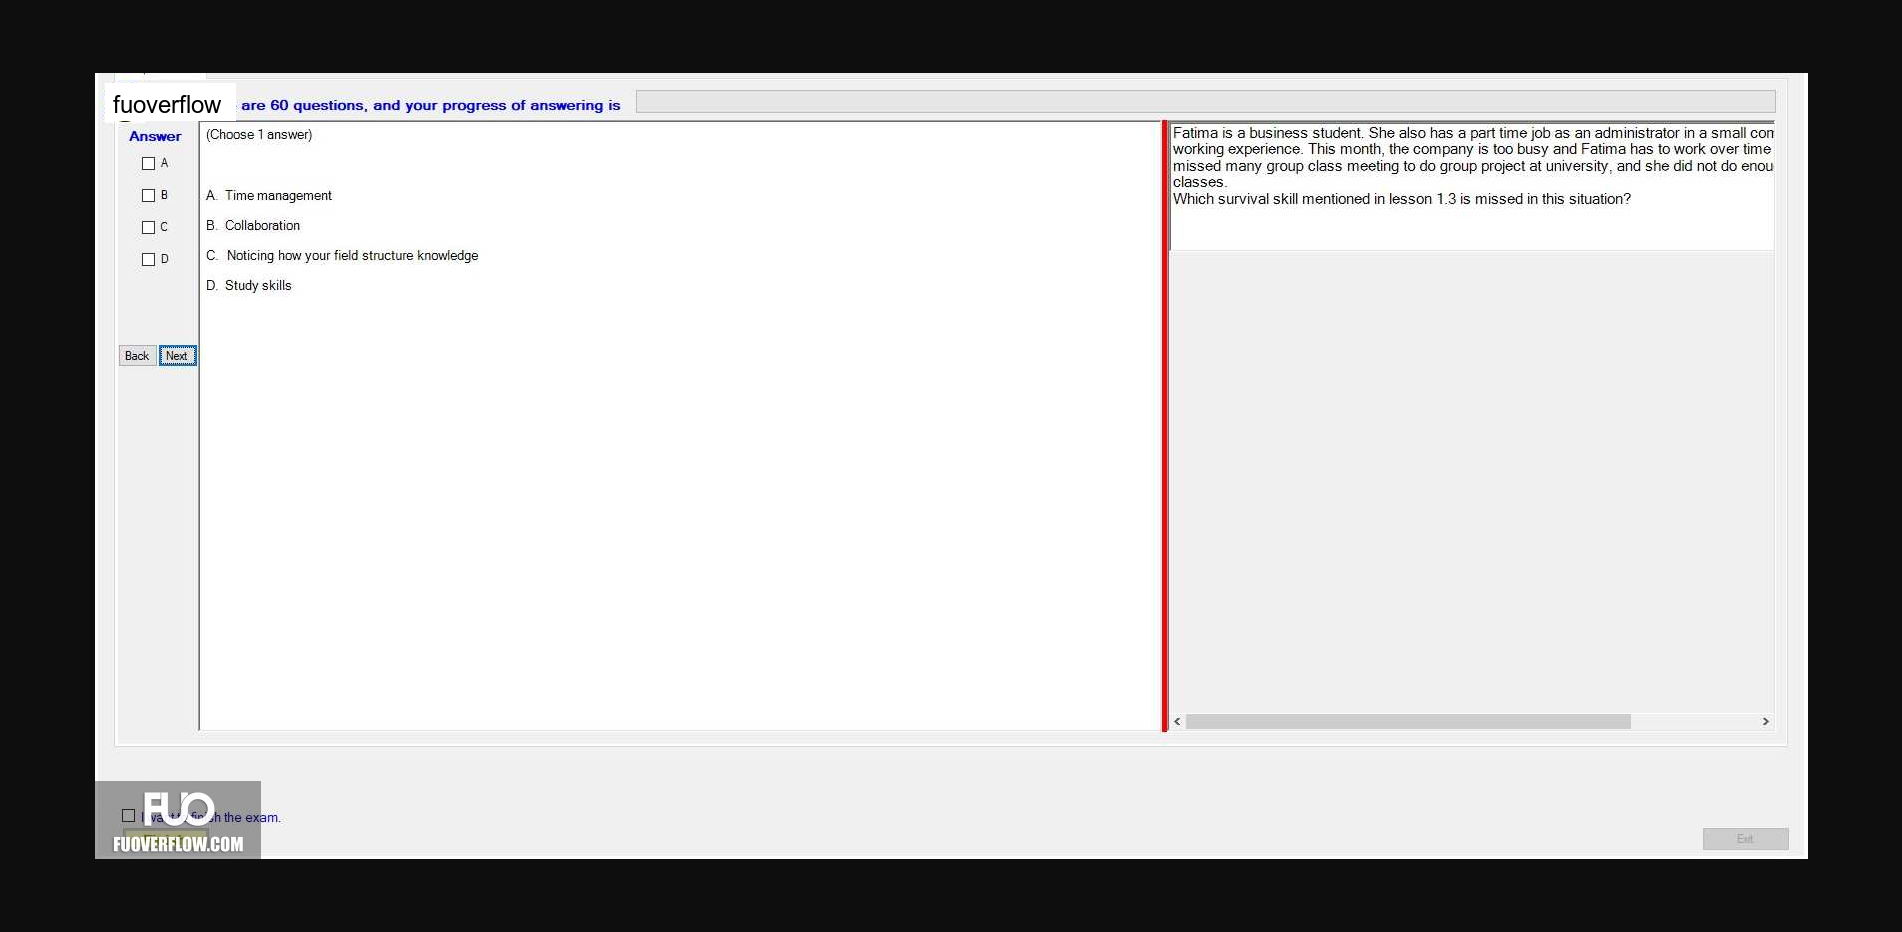 fuoverflow are 60 questions, and your progress of answering is
Answer
A
B
C
D
Back Next
(Choose 1 answer)
A. Time management
B. Collaboration
C. Noticing how your field structure knowledge
D. Study skills
Fatima is a business student. She also has a part time job as an administrator in a small
working experience. This month, the company is too busy and Fatima has to work over time
missed many group class meeting to do group project at university, and she did not do
classes.
Which survival skill mentioned in lesson 1.3 is missed in this situation?
FUO
the exam.
FUOVERFLOW.COM
Exit